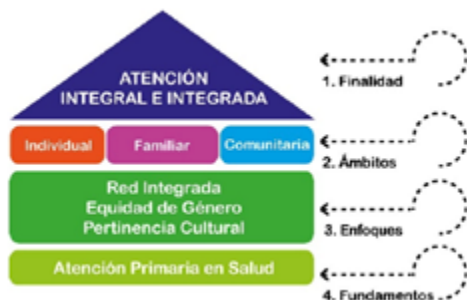 ATENCIÓN
INTEGRAL E INTEGRADA
1. Finalidad
Individual
Familiar
Comunitaria
2. Ámbitos
Red Integrada
Equidad de Género
Pertinencia Cultural
3. Enfoques
Atención Primaria en Salud
4. Fundamentos